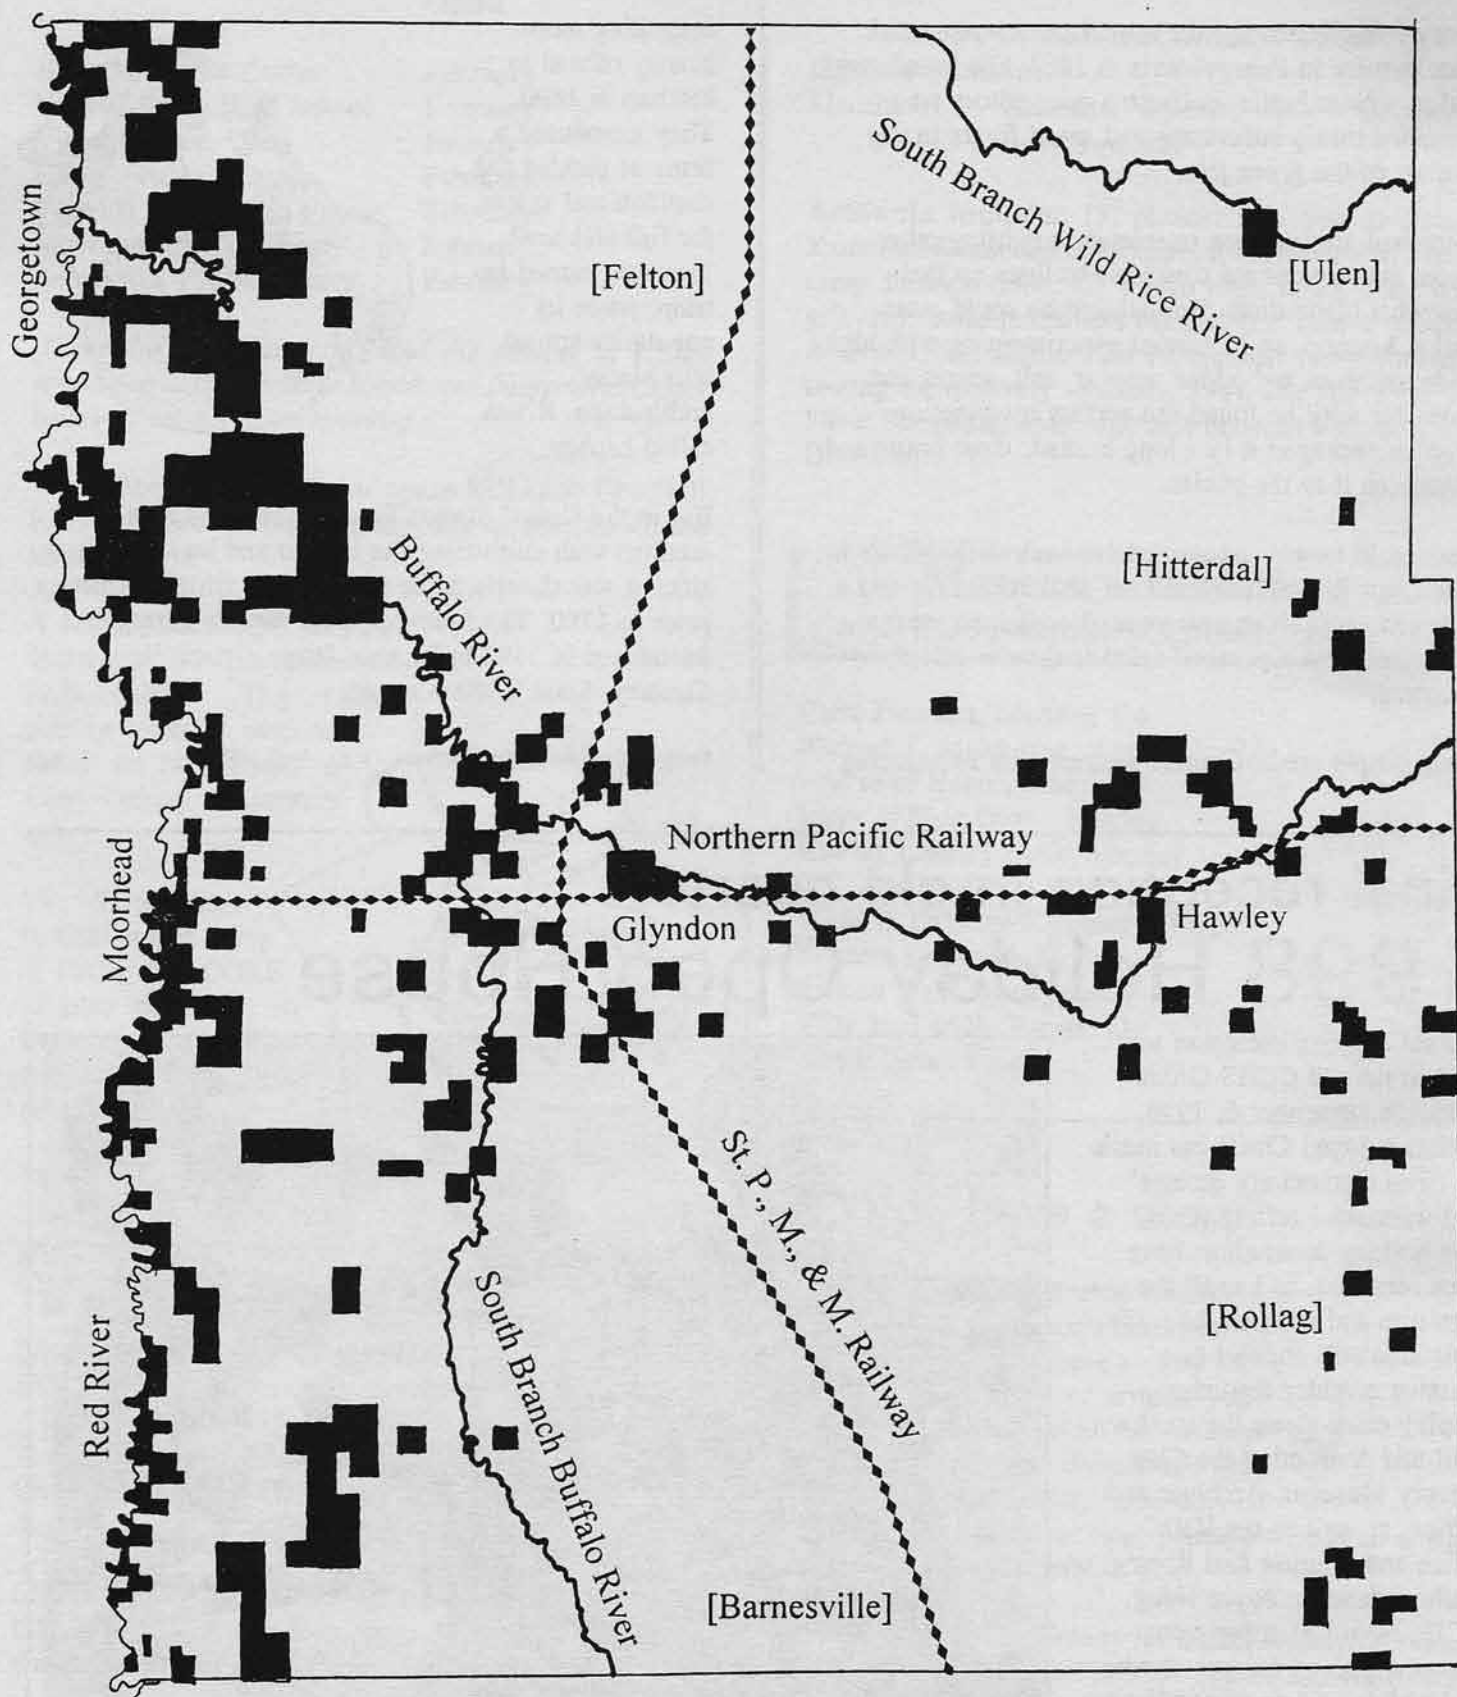 South Branch Wild Rice River
Georgetown
[Felton]
[Ulen]
[Hitterdal]
Buffalo River
Northern Pacific Railway
Moorhead
Glyndon
Hawley
St. P., M., & M. Railway
South Branch Buffalo River
Red River
[Rollag]
[Barnesville]